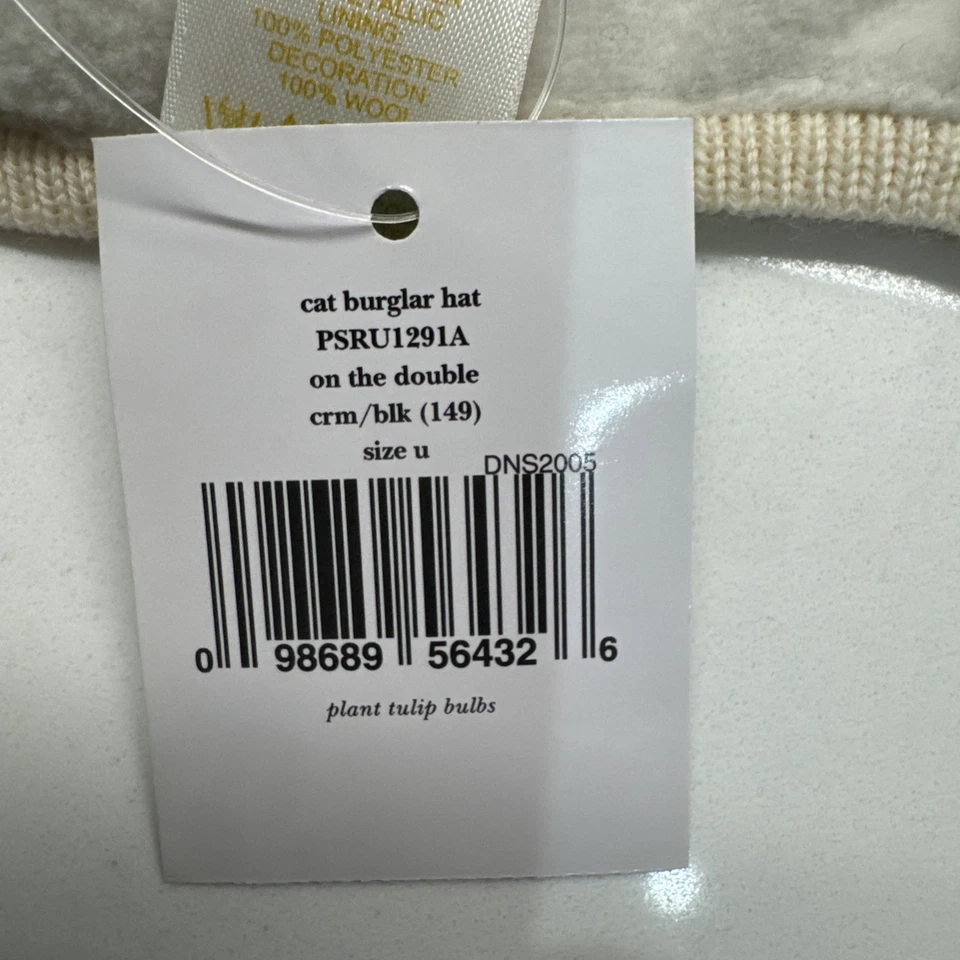 METALLIC
LINING
100% POLYESTER
DECORATION
100% WOOL
cat burglar hat
PSRU1291A
on the double
crm/blk (149)
size u
DNS2005
0 98689 56432 6
plant tulip bulbs